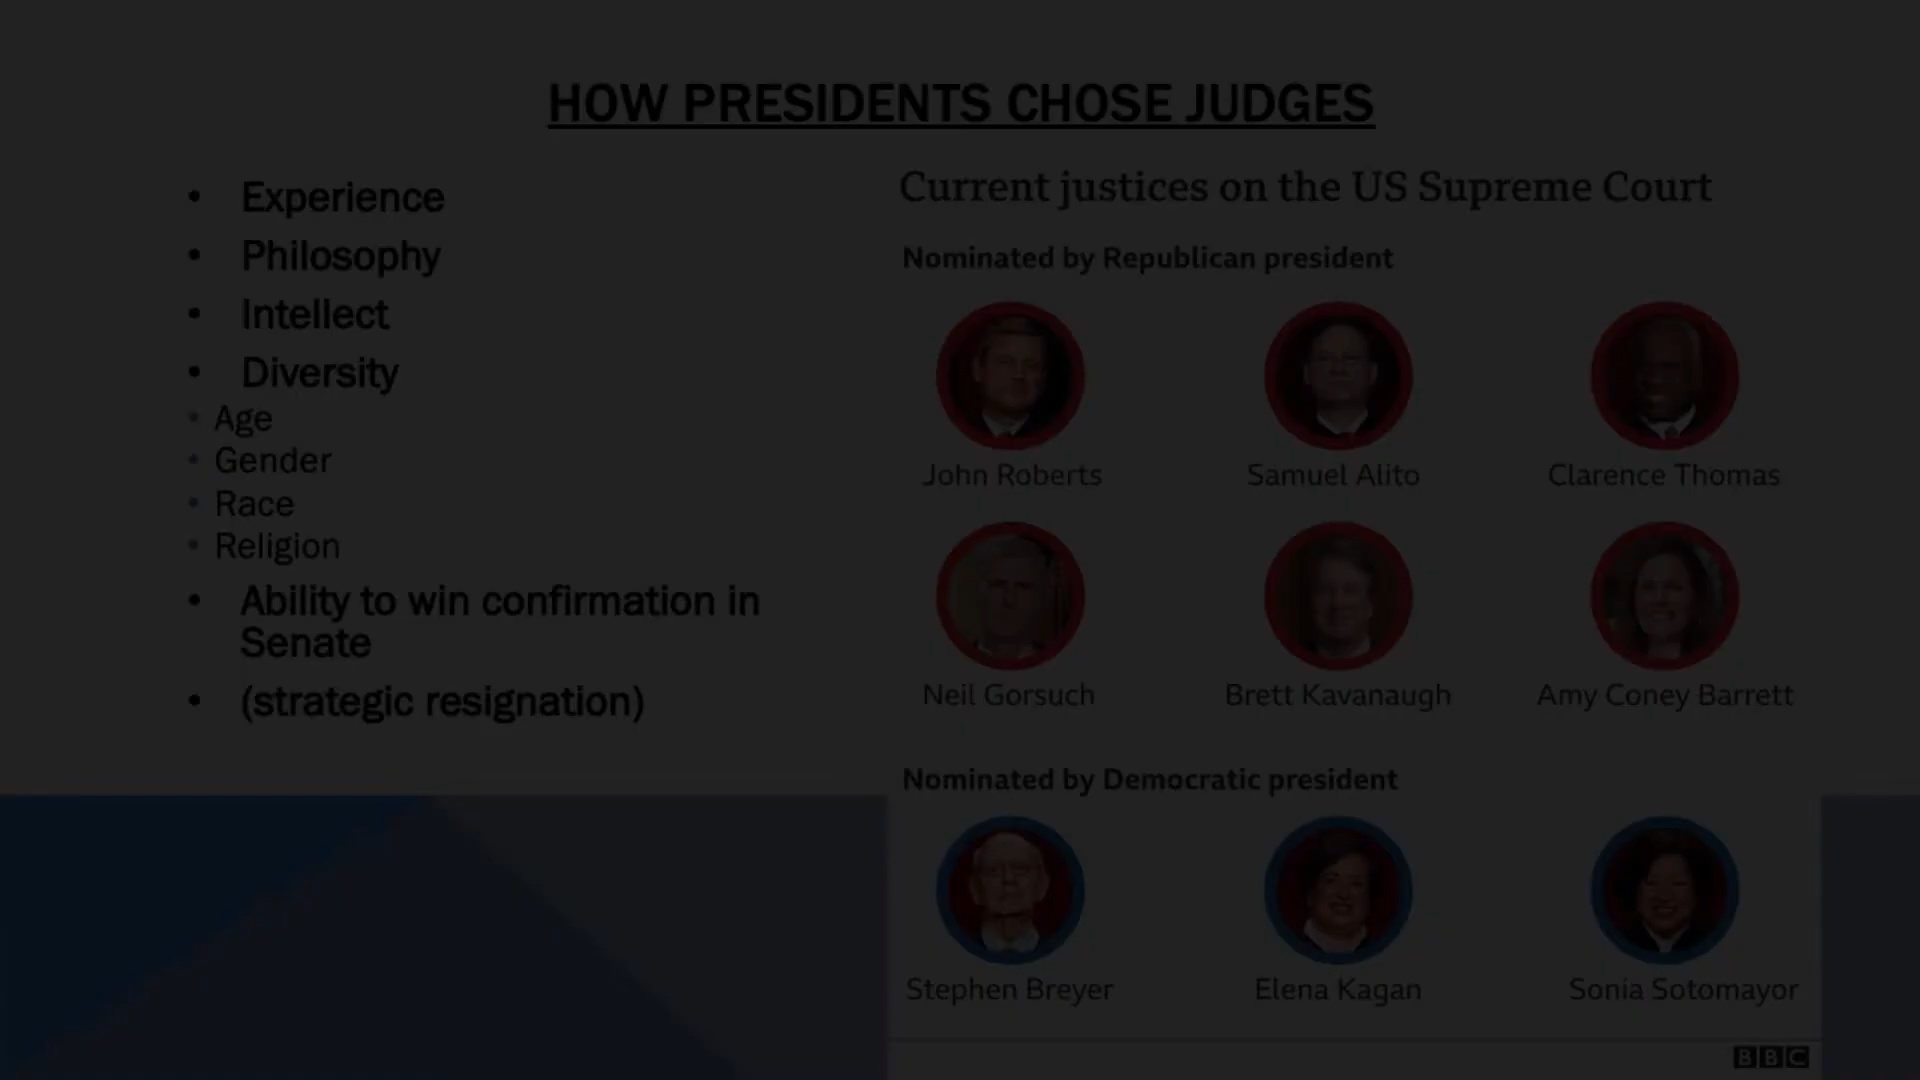 HOW PRESIDENTS CHOSE JUDGES
• Experience
• Philosophy
• Intellect
• Diversity
• Age
• Gender
• Race
• Religion
• Ability to win confirmation in
Senate
• (strategic resignation)
Current justices on the US Supreme Court
Nominated by Republican president
John Roberts
Samuel Alito
Clarence Thomas
Neil Gorsuch
Brett Kavanaugh
Amy Coney Barrett
Nominated by Democratic president
Stephen Breyer
Elena Kagan
Sonia Sotomayor
BBC